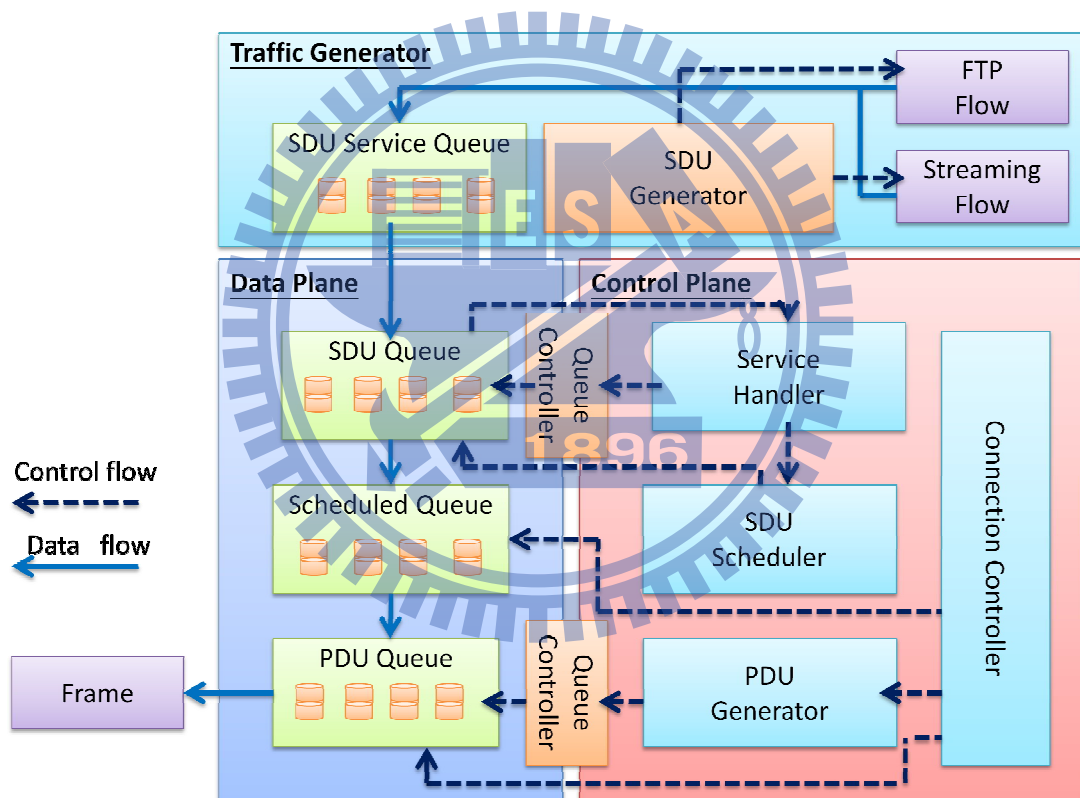 Traffic Generator
FTP
Flow
SDU Service Queue
SDU
Generator
Streaming
Flow
ESA
Data Plane
Control Plane
SDU Queue
Queue
Controller
Service
Handler
1896
Connection Controller
Control flow
Scheduled Queue
SDU
Scheduler
Data flow
PDU Queue
Queue
Controller
PDU
Generator
Frame